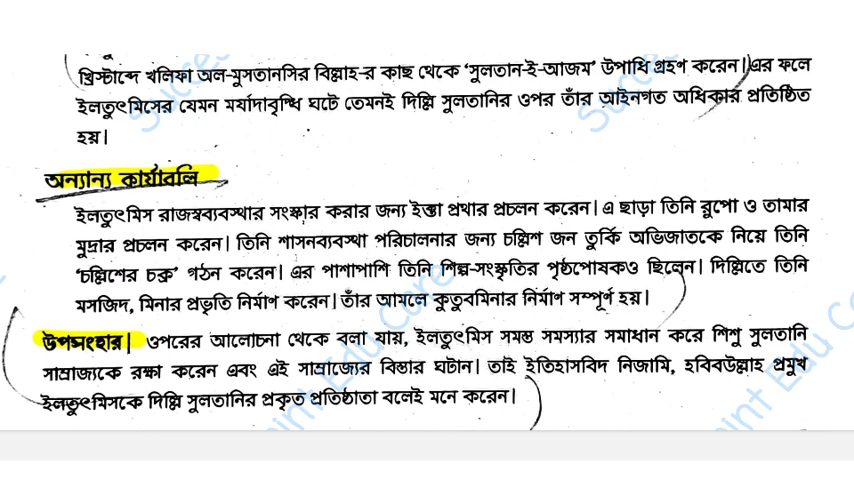 খ্রিস্টাব্দে খলিফা অল-মুসতানসির বিল্লাহ-র কাছ থেকে ‘সুলতান-ই-আজম’ উপাধি গ্রহণ করেন। এর ফলে
ইলতুৎমিসের যেমন মর্যাদাবৃদ্ধি ঘটে তেমনই দিল্লি সুলতানির ওপর তাঁর আইনগত অধিকার প্রতিষ্ঠিত
হয়।
অন্যান্য কার্যাবলি
ইলতুৎমিস রাজস্বব্যবস্থার সংস্কার করার জন্য ইক্তা প্রথার প্রচলন করেন। এ ছাড়া তিনি রুপো ও তামার
মুদ্রার প্রচলন করেন। তিনি শাসনব্যবস্থা পরিচালনার জন্য চল্লিশ জন তুর্কি অভিজাতকে নিয়ে তিনি
‘চল্লিশের চক্র’ গঠন করেন। এর পাশাপাশি তিনি শিল্প-সংস্কৃতির পৃষ্ঠপোষকও ছিলেন। দিল্লিতে তিনি
মসজিদ, মিনার প্রভৃতি নির্মাণ করেন। তাঁর আমলে কুতুবমিনার নির্মাণ সম্পূর্ণ হয়।
উপসংহার। ওপরের আলোচনা থেকে বলা যায়, ইলতুৎমিস সমস্ত সমস্যার সমাধান করে শিশু সুলতানি
সাম্রাজ্যকে রক্ষা করেন এবং এই সাম্রাজ্যের বিস্তার ঘটান। তাই ইতিহাসবিদ নিজামি, হবিবউল্লাহ প্রমুখ
ইলতুৎমিসকে দিল্লি সুলতানির প্রকৃত প্রতিষ্ঠাতা বলেই মনে করেন।